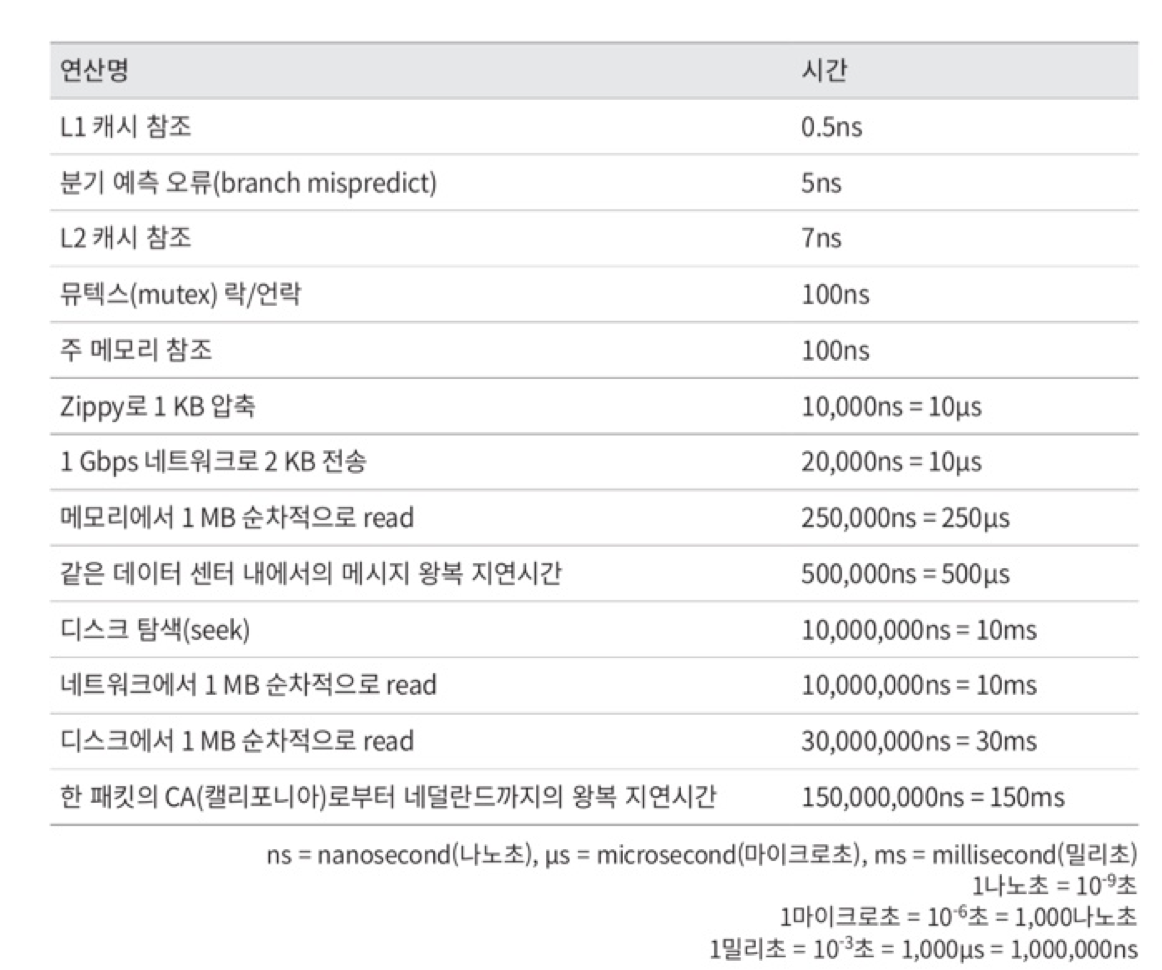 연산명 시간
L1 캐시 참조 0.5ns
분기 예측 오류(branch mispredict) 5ns
L2 캐시 참조 7ns
뮤텍스(mutex) 락/언락 100ns
주 메모리 참조 100ns
Zippy로 1 KB 압축 10,000ns = 10µs
1 Gbps 네트워크로 2 KB 전송 20,000ns = 10µs
메모리에서 1 MB 순차적으로 read 250,000ns = 250µs
같은 데이터 센터 내에서의 메시지 왕복 지연시간 500,000ns = 500µs
디스크 탐색(seek) 10,000,000ns = 10ms
네트워크에서 1 MB 순차적으로 read 10,000,000ns = 10ms
디스크에서 1 MB 순차적으로 read 30,000,000ns = 30ms
한 패킷의 CA(캘리포니아)로부터 네덜란드까지의 왕복 지연시간 150,000,000ns = 150ms
ns = nanosecond(나노초), µs = microsecond(마이크로초), ms = millisecond(밀리초)
1나노초 = 10⁻⁹초
1마이크로초 = 10⁻⁶초 = 1,000나노초
1밀리초 = 10⁻³초 = 1,000µs = 1,000,000ns